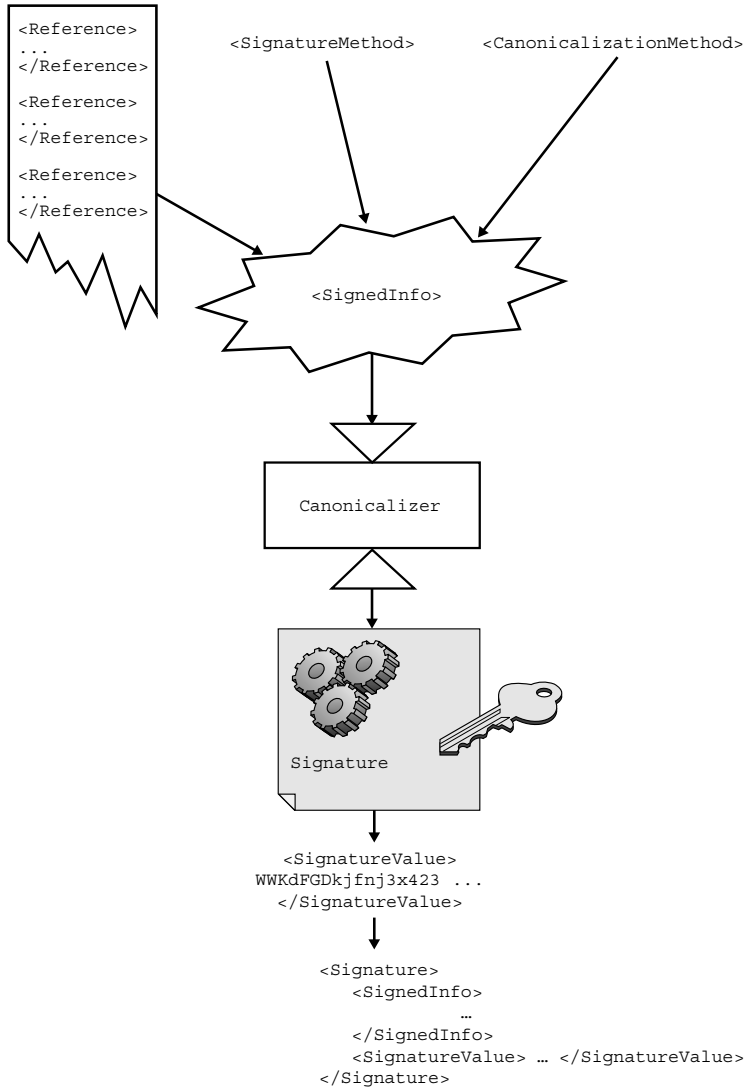 <Reference>
...
</Reference>
<Reference>
...
</Reference>
<Reference>
...
</Reference>
<SignatureMethod>
<CanonicalizationMethod>
<SignedInfo>
Canonicalizer
Signature
<SignatureValue>
WWKdFGDkjfnj3x423 ...
</SignatureValue>
<Signature>
<SignedInfo>
…
</SignedInfo>
<SignatureValue> … </SignatureValue>
</Signature>